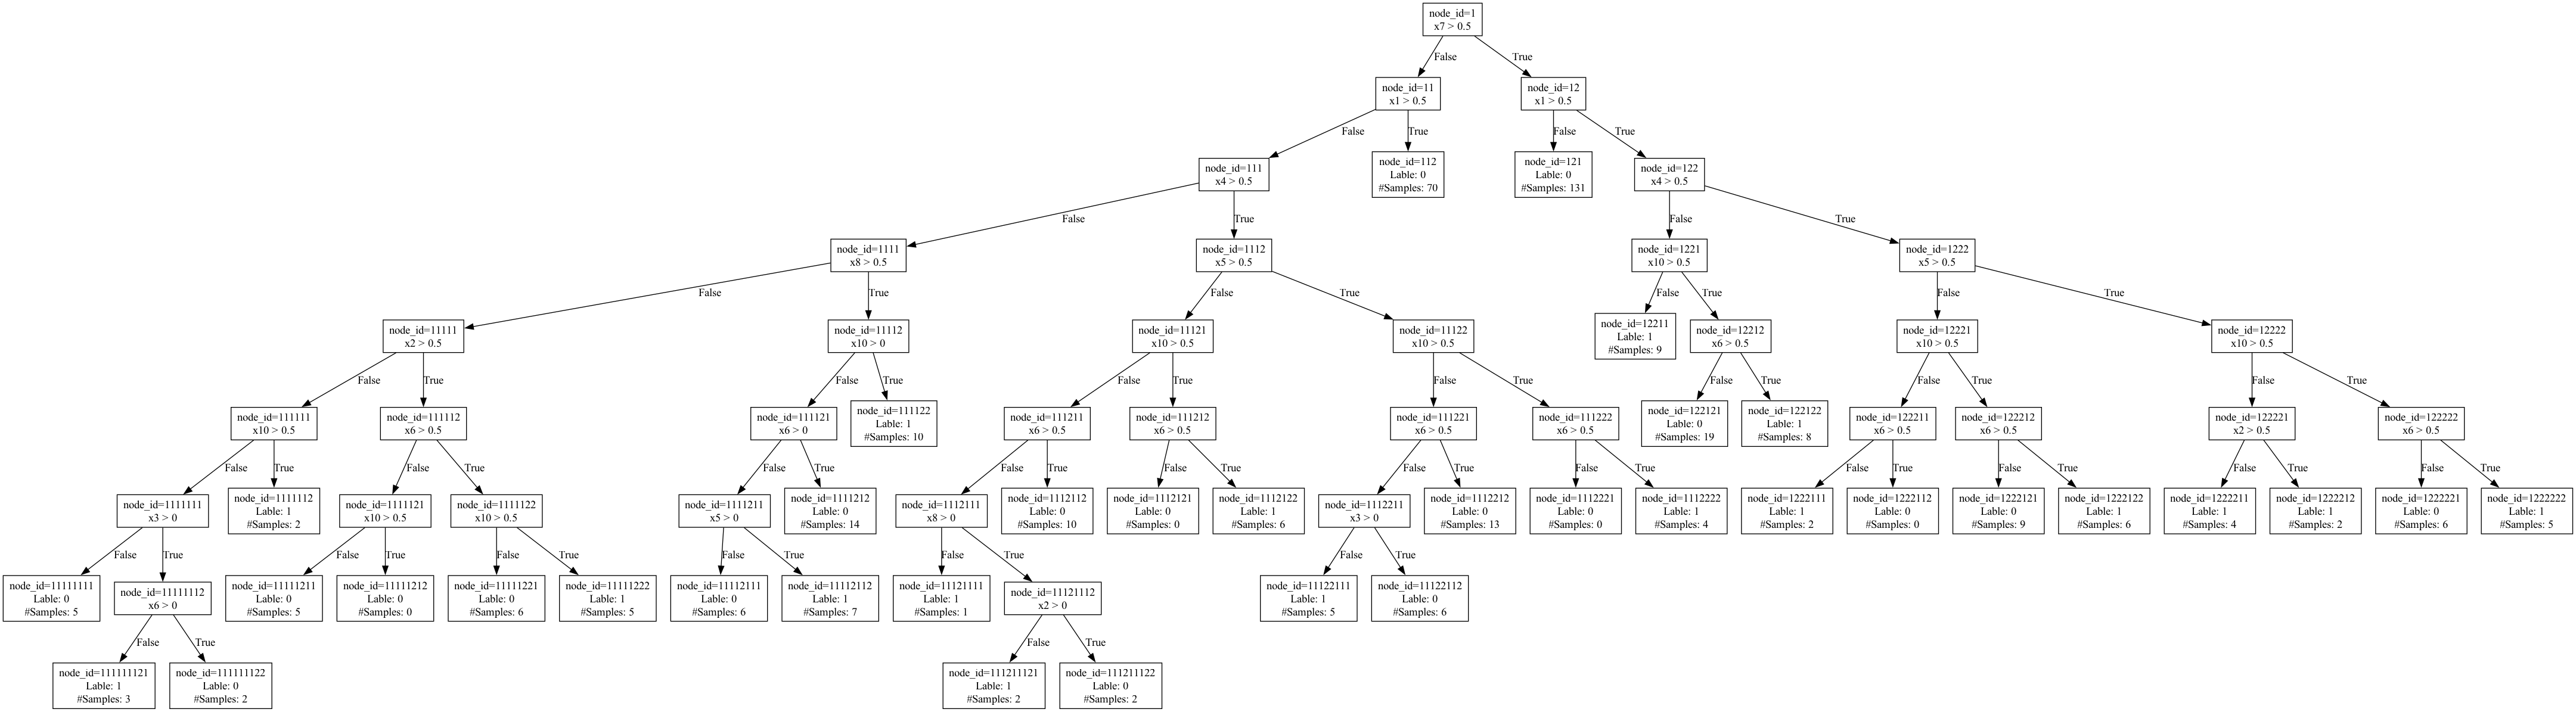 node_id=1
x7 > 0.5
False
True
node_id=11
x1 > 0.5
node_id=12
x1 > 0.5
False
True
False
True
node_id=111
x4 > 0.5
node_id=112
Lable: 0
#Samples: 70
node_id=121
Lable: 0
#Samples: 131
node_id=122
x4 > 0.5
False
True
False
True
node_id=1111
x8 > 0.5
node_id=1112
x5 > 0.5
node_id=1221
x10 > 0.5
node_id=1222
x5 > 0.5
False
True
False
True
False
True
False
True
node_id=11111
x2 > 0.5
node_id=11112
x10 > 0
node_id=11121
x10 > 0.5
node_id=11122
x10 > 0.5
node_id=12211
Lable: 1
#Samples: 9
node_id=12212
x6 > 0.5
node_id=12221
x10 > 0.5
node_id=12222
x10 > 0.5
False
True
False
True
False
True
False
True
False
True
False
True
False
True
node_id=111111
x10 > 0.5
node_id=111112
x6 > 0.5
node_id=111121
x6 > 0
node_id=111122
Lable: 1
#Samples: 10
node_id=111211
x6 > 0.5
node_id=111212
x6 > 0.5
node_id=111221
x6 > 0.5
node_id=111222
x6 > 0.5
node_id=122121
Lable: 0
#Samples: 19
node_id=122122
Lable: 1
#Samples: 8
node_id=122211
x6 > 0.5
node_id=122212
x6 > 0.5
node_id=122221
x2 > 0.5
node_id=122222
x6 > 0.5
False
True
False
True
False
True
False
True
False
True
False
True
False
True
False
True
False
True
False
True
False
True
node_id=1111111
x3 > 0
node_id=1111112
Lable: 1
#Samples: 2
node_id=1111121
x10 > 0.5
node_id=1111122
x10 > 0.5
node_id=1111211
x5 > 0
node_id=1111212
Lable: 0
#Samples: 14
node_id=1112111
x8 > 0
node_id=1112112
Lable: 0
#Samples: 10
node_id=1112121
Lable: 0
#Samples: 0
node_id=1112122
Lable: 1
#Samples: 6
node_id=1112211
x3 > 0
node_id=1112212
Lable: 0
#Samples: 13
node_id=1112221
Lable: 0
#Samples: 0
node_id=1112222
Lable: 1
#Samples: 4
node_id=1222111
Lable: 1
#Samples: 2
node_id=1222112
Lable: 0
#Samples: 0
node_id=1222121
Lable: 0
#Samples: 9
node_id=1222122
Lable: 1
#Samples: 6
node_id=1222211
Lable: 1
#Samples: 4
node_id=1222212
Lable: 1
#Samples: 2
node_id=1222221
Lable: 0
#Samples: 6
node_id=1222222
Lable: 1
#Samples: 5
False
True
False
True
False
True
False
True
False
True
False
True
node_id=11111111
Lable: 0
#Samples: 5
node_id=11111112
x6 > 0
node_id=11111211
Lable: 0
#Samples: 5
node_id=11111212
Lable: 0
#Samples: 0
node_id=11111221
Lable: 0
#Samples: 6
node_id=11111222
Lable: 1
#Samples: 5
node_id=11112111
Lable: 0
#Samples: 6
node_id=11112112
Lable: 1
#Samples: 7
node_id=11121111
Lable: 1
#Samples: 1
node_id=11121112
x2 > 0
node_id=11122111
Lable: 1
#Samples: 5
node_id=11122112
Lable: 0
#Samples: 6
False
True
False
True
node_id=111111121
Lable: 1
#Samples: 3
node_id=111111122
Lable: 0
#Samples: 2
node_id=111211121
Lable: 1
#Samples: 2
node_id=111211122
Lable: 0
#Samples: 2